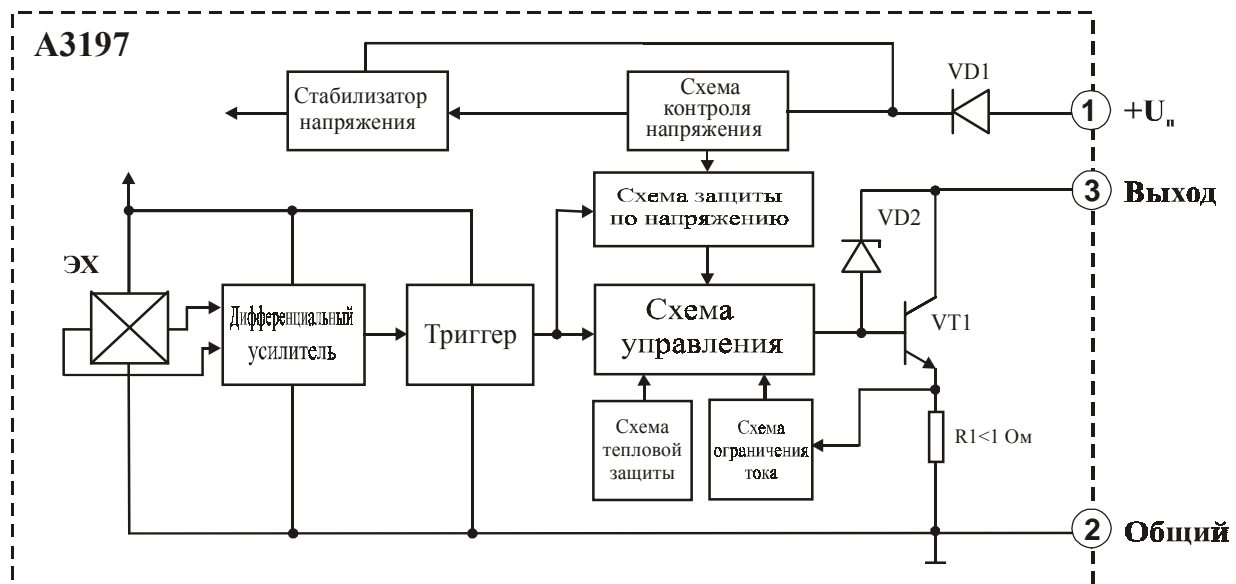 А3197
Стабилизатор
напряжения
Схема
контроля
напряжения
VD1
1
+Uп
Схема защиты
по напряжению
VD2
3
Выход
ЭХ
Дифференциальный
усилитель
Триггер
Схема
управления
VT1
Схема
тепловой
защиты
Схема
ограничения
тока
R1<1 Ом
2
Общий